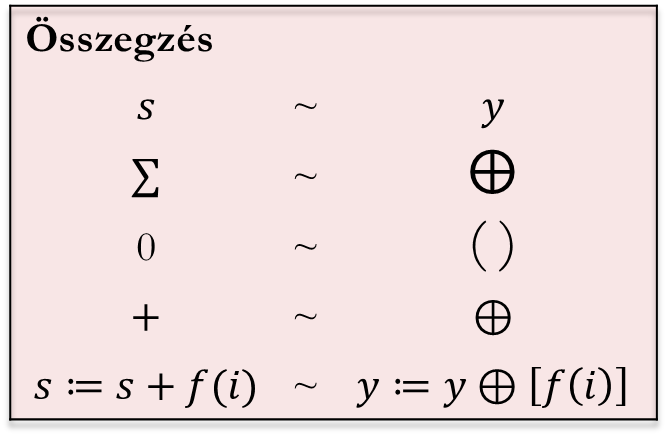 Összegzés
s ~ y
∑ ~ ⨁
0 ~ ( )
+ ~ ⊕
s ≔ s + f(i) ~ y ≔ y ⊕ [f(i)]